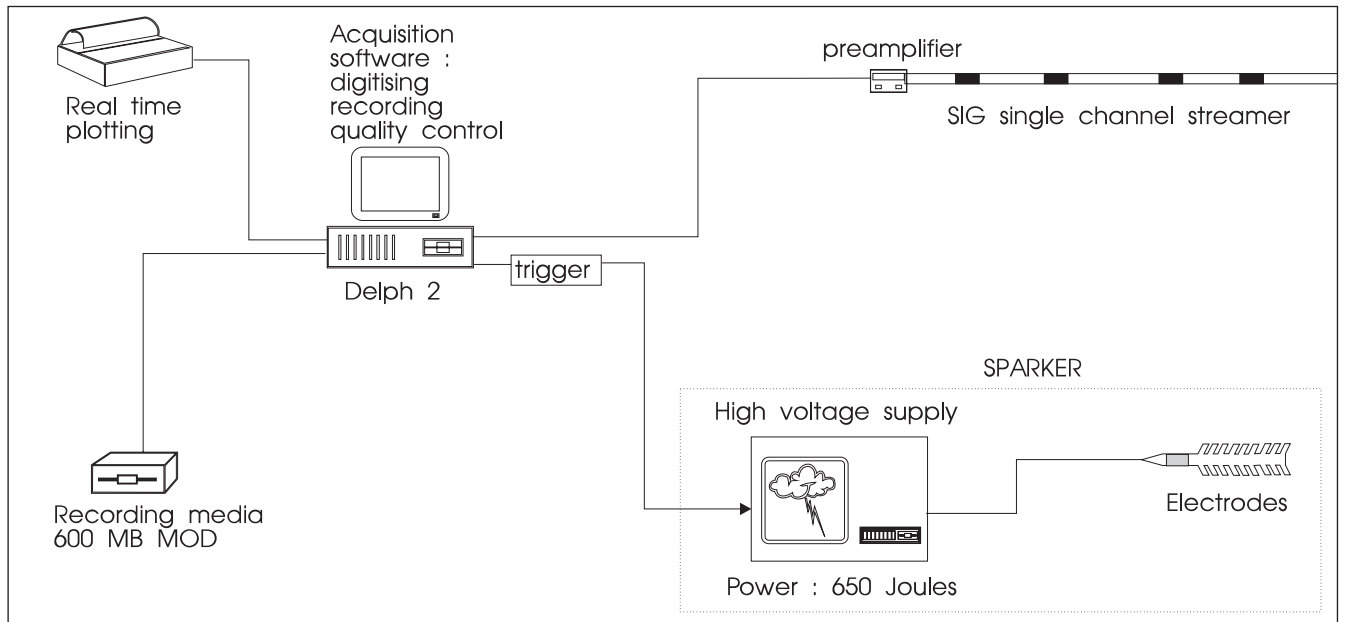 Real time
plotting
Acquisition
software :
digitising
recording
quality control
preamplifier
SIG single channel streamer
Delph 2
trigger
SPARKER
High voltage supply
Electrodes
Power : 650 Joules
Recording media
600 MB MOD